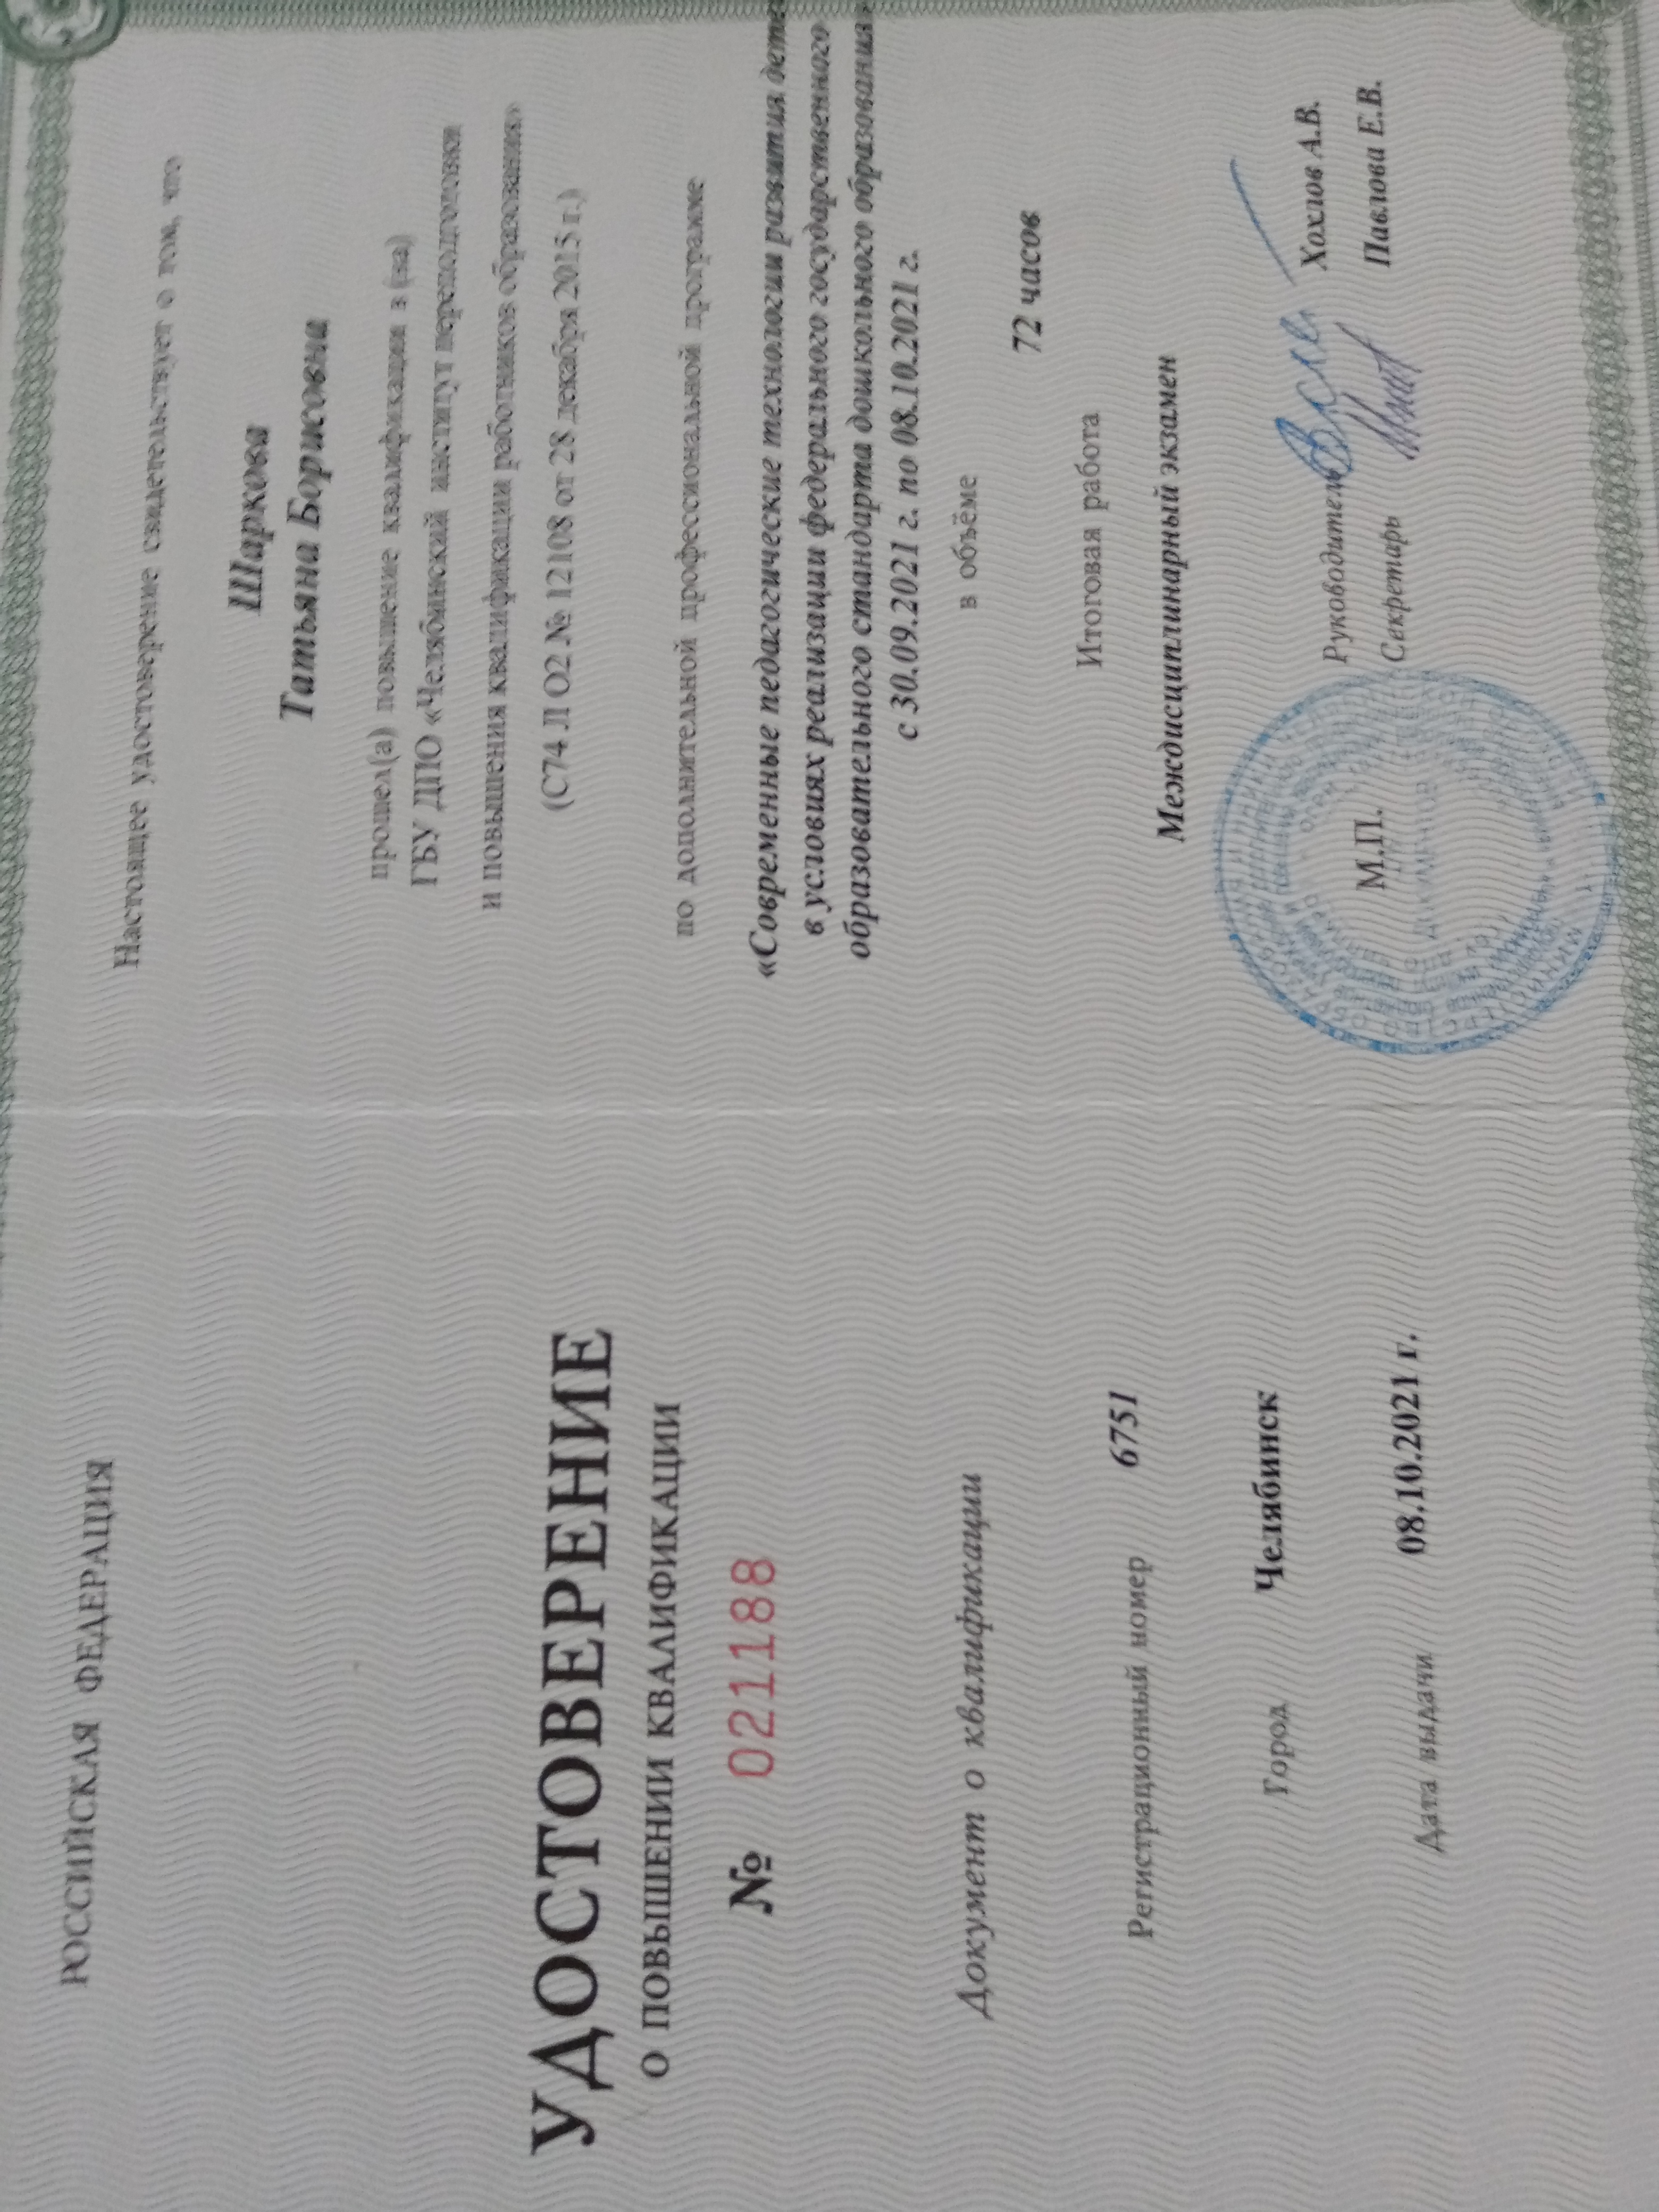 РОССИЙСКАЯ ФЕДЕРАЦИЯ
УДОСТОВЕРЕНИЕ
О ПОВЫШЕНИИ КВАЛИФИКАЦИИ
№ 021188
Документ о квалификации
Регистрационный номер 6751
Город Челябинск
Дата выдачи 08.10.2021 г.
Настоящее удостоверение свидетельствует о том, что
Шаркова
Татьяна Борисовна
прошел(а) повышение квалификации в (на)
ГБУ ДПО «Челябинский институт переподготовки
и повышения квалификации работников образования»
(С74 Л О2 № 12108 от 28 декабря 2015 г.)
по дополнительной профессиональной программе
«Современные педагогические технологии развития дете
в условиях реализации федерального государственного
образовательного стандарта дошкольного образования»
с 30.09.2021 г. по 08.10.2021 г.
в объёме
72 часов
Итоговая работа
Междисциплинарный экзамен
Руководитель Хохлов А.В.
М.П.
Секретарь Павлова Е.В.